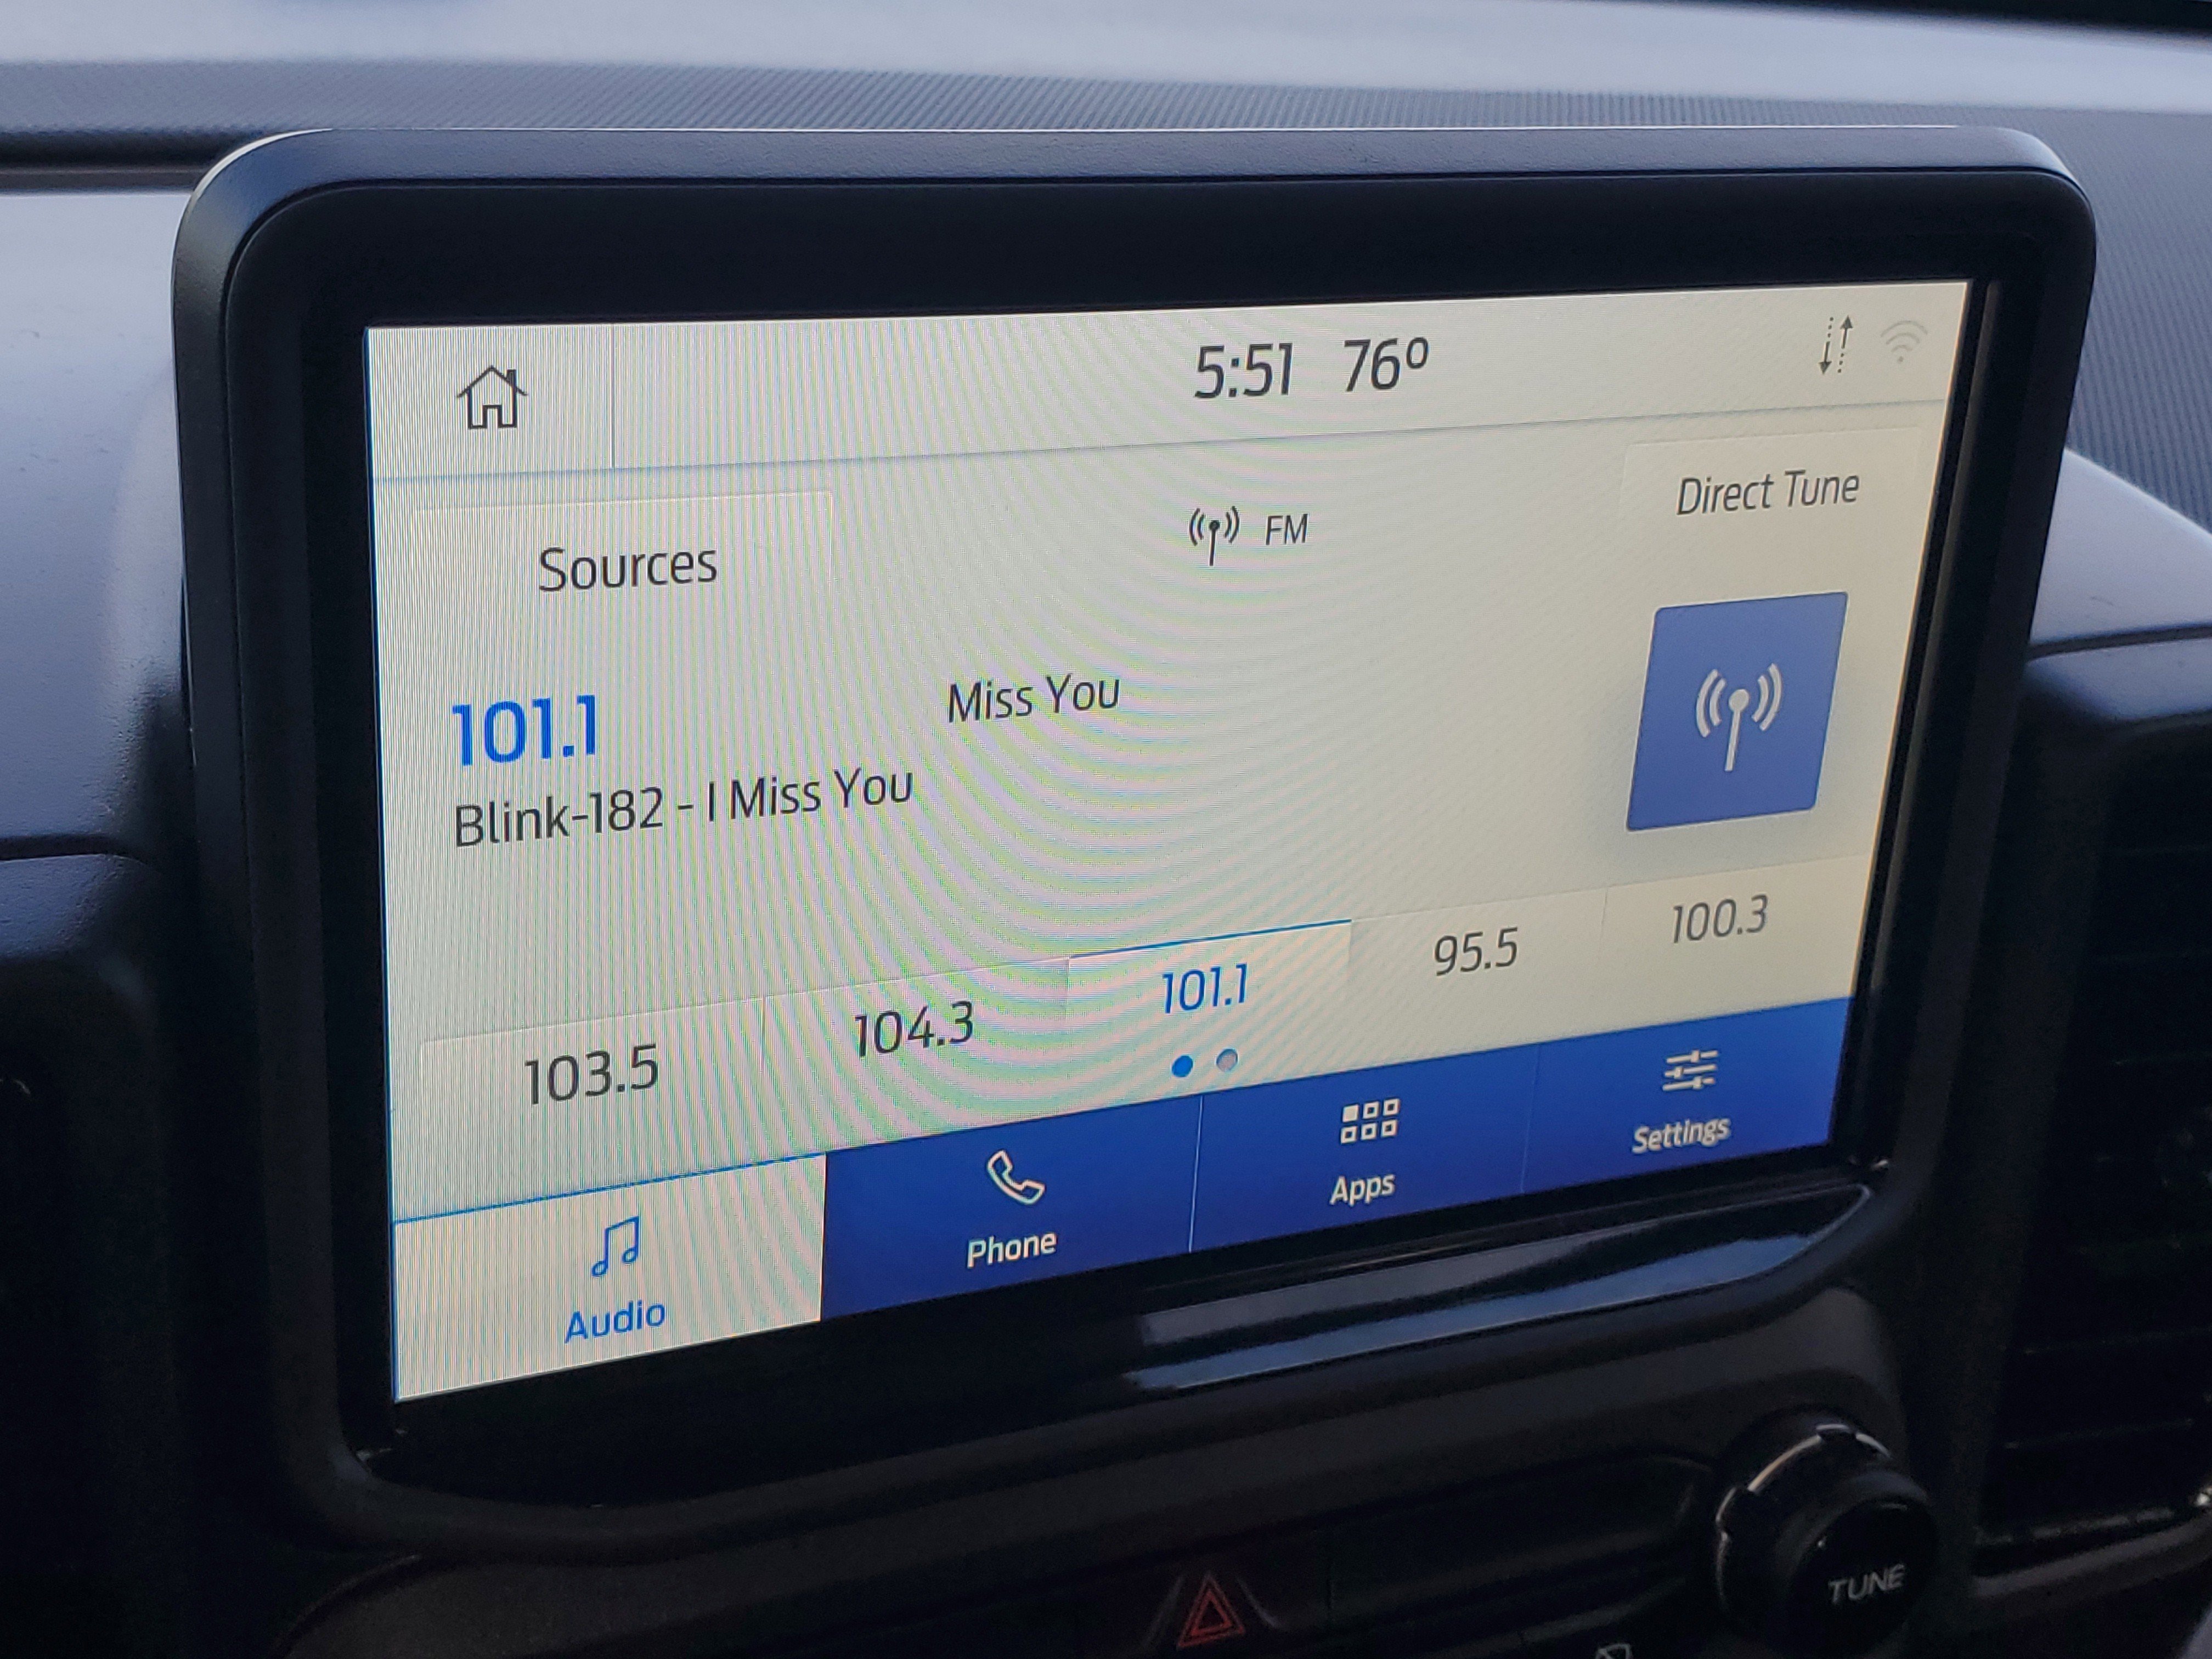 5:51 76º
Sources
FM
Direct Tune
101.1
Miss You
Blink-182 - I Miss You
103.5
104.3
101.1
95.5
100.3
Audio
Phone
Apps
Settings
TUNE